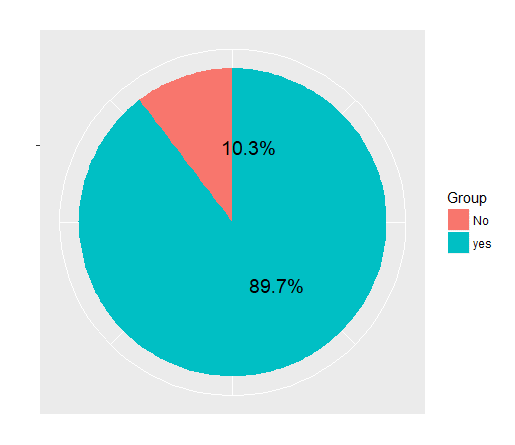 10.3%
89.7%
Group
No
yes